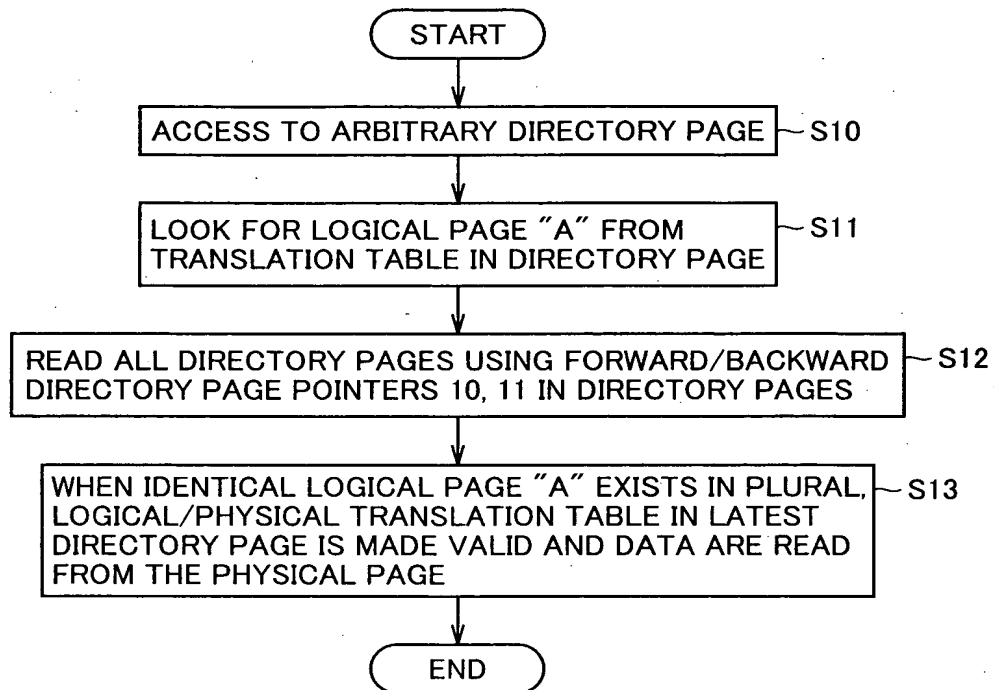 START
ACCESS TO ARBITRARY DIRECTORY PAGE
S10
LOOK FOR LOGICAL PAGE "A" FROM
TRANSLATION TABLE IN DIRECTORY PAGE
S11
READ ALL DIRECTORY PAGES USING FORWARD/BACKWARD
DIRECTORY PAGE POINTERS 10, 11 IN DIRECTORY PAGES
S12
WHEN IDENTICAL LOGICAL PAGE "A" EXISTS IN PLURAL,
LOGICAL/PHYSICAL TRANSLATION TABLE IN LATEST
DIRECTORY PAGE IS MADE VALID AND DATA ARE READ
FROM THE PHYSICAL PAGE
S13
END